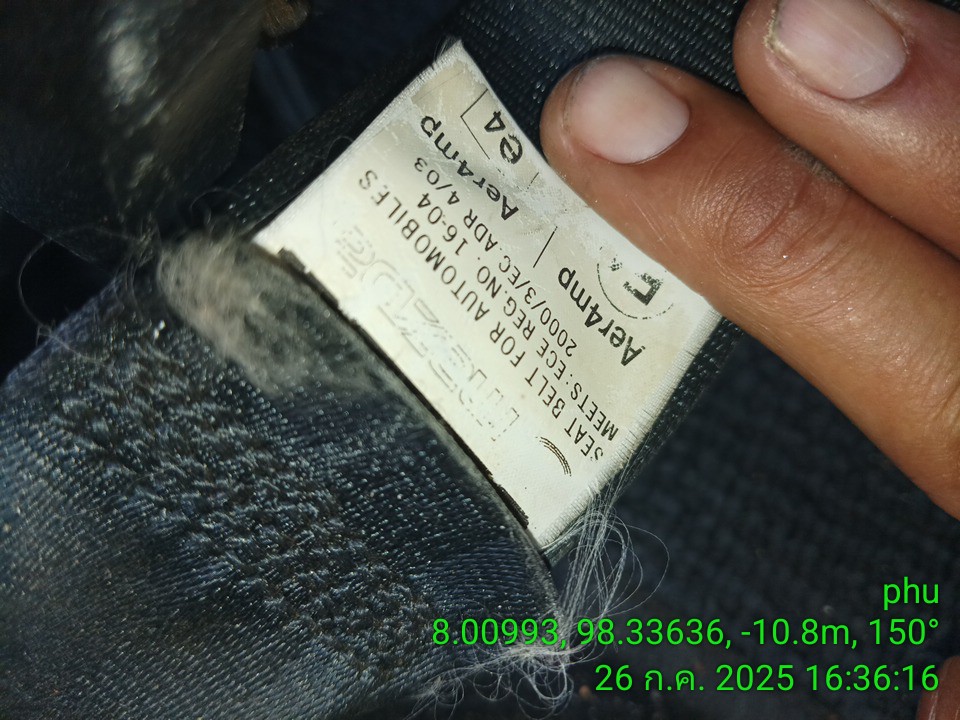 SEAT BELT FOR AUTOMOBILES
MEETS: ECE REG.NO. 16-04
2000/3/EC. ADR 4/03
Aer4mp
Aer4mp
E4
e4
phu
8.00993, 98.33636, -10.8m, 150°
26 ก.ค. 2025 16:36:16